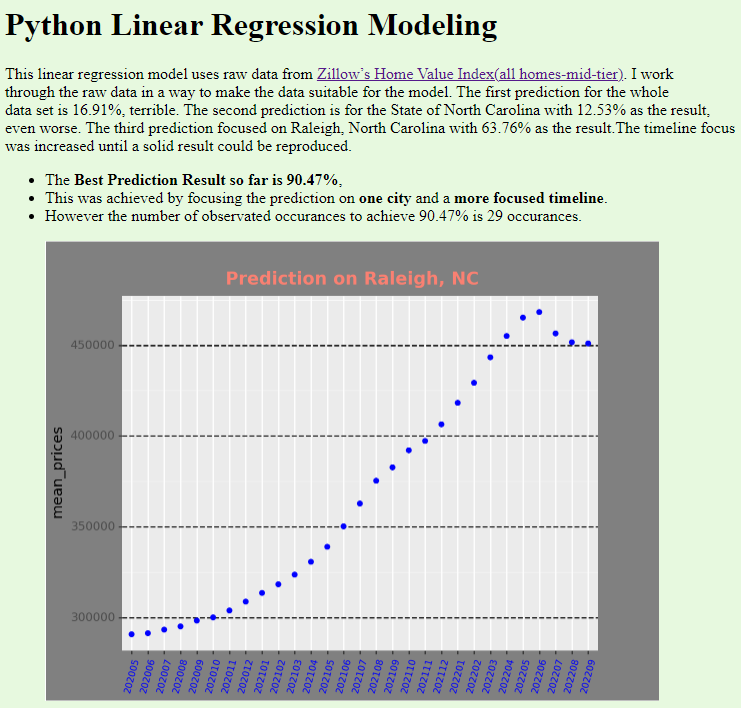 Python Linear Regression Modeling
This linear regression model uses raw data from Zillow's Home Value Index(all homes-mid-tier). I work
through the raw data in a way to make the data suitable for the model. The first prediction for the whole
data set is 16.91%, terrible. The second prediction is for the State of North Carolina with 12.53% as the result,
even worse. The third prediction focused on Raleigh, North Carolina with 63.76% as the result.The timeline focus
was increased until a solid result could be reproduced.
• The Best Prediction Result so far is 90.47%,
• This was achieved by focusing the prediction on one city and a more focused timeline.
• However the number of observated occurances to achieve 90.47% is 29 occurances.
Prediction on Raleigh, NC
mean_prices
450000
400000
350000
300000
202005 202006 202007 202008 202009 202010 202011 202012 202101 202102 202103 202104 202105 202106 202107 202108 202109 202110 202111 202112 202201 202202 202203 202204 202205 202206 202207 202208 202209